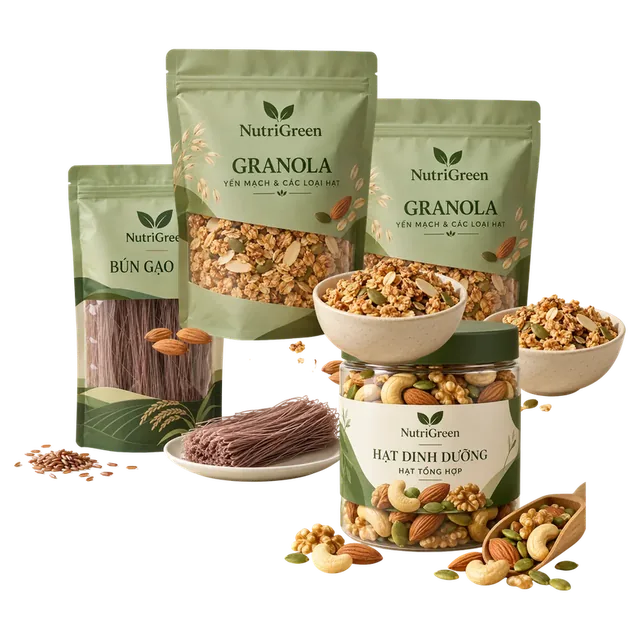 NutriGreen
GRANOLA
YẾN MẠCH & CÁC LOẠI HẠT
NutriGreen
GRANOLA
YẾN MẠCH & CÁC LOẠI HẠT
NutriGree
BÚN GẠO
NutriGreen
HẠT DINH DƯỠNG
HẠT TỔNG HỢP